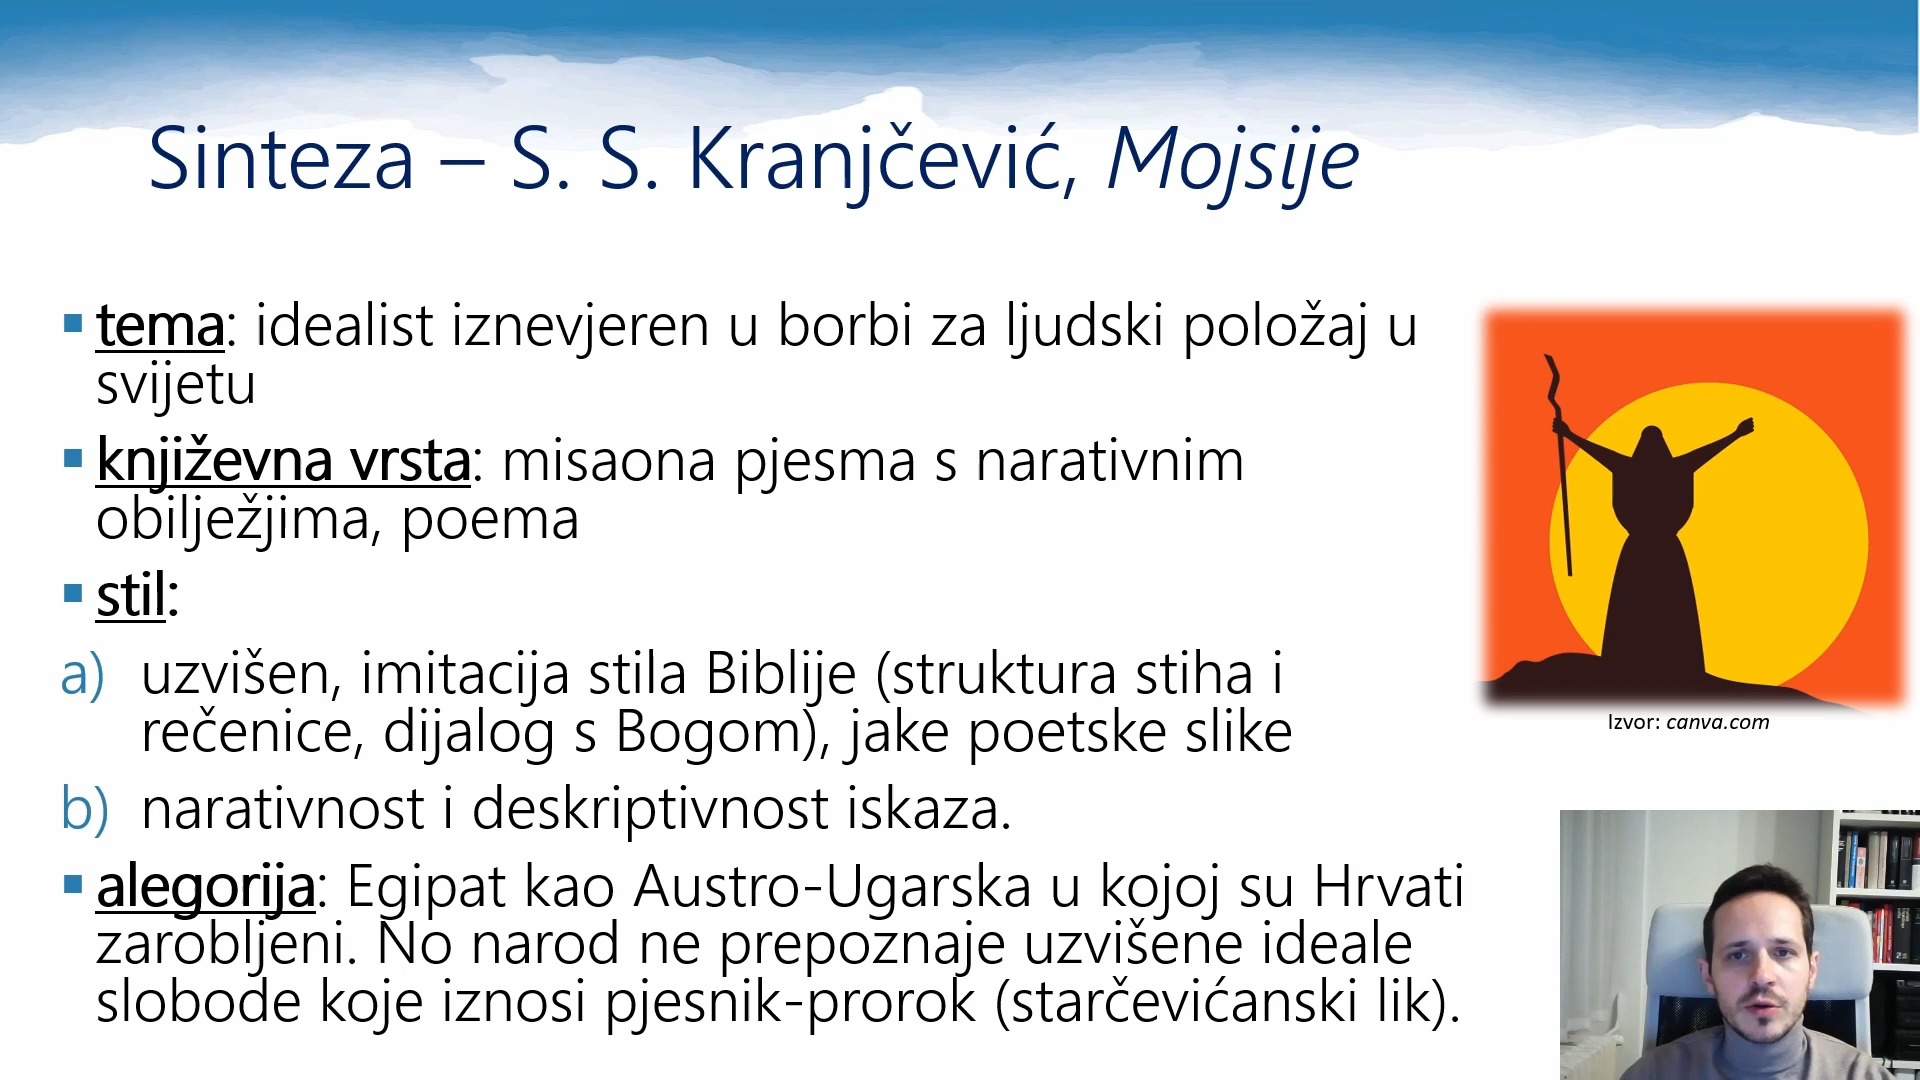 Sinteza – S. S. Kranjčević, Mojsije
▪ tema: idealist iznevjeren u borbi za ljudski položaj u
svijetu
▪ književna vrsta: misaona pjesma s narativnim
obilježjima, poema
▪ stil:
a) uzvišen, imitacija stila Biblije (struktura stiha i
rečenice, dijalog s Bogom), jake poetske slike
b) narativnost i deskriptivnost iskaza.
▪ alegorija: Egipat kao Austro-Ugarska u kojoj su Hrvati
zarobljeni. No narod ne prepoznaje uzvišene ideale
slobode koje iznosi pjesnik-prorok (starčevićanski lik).
Izvor: canva.com